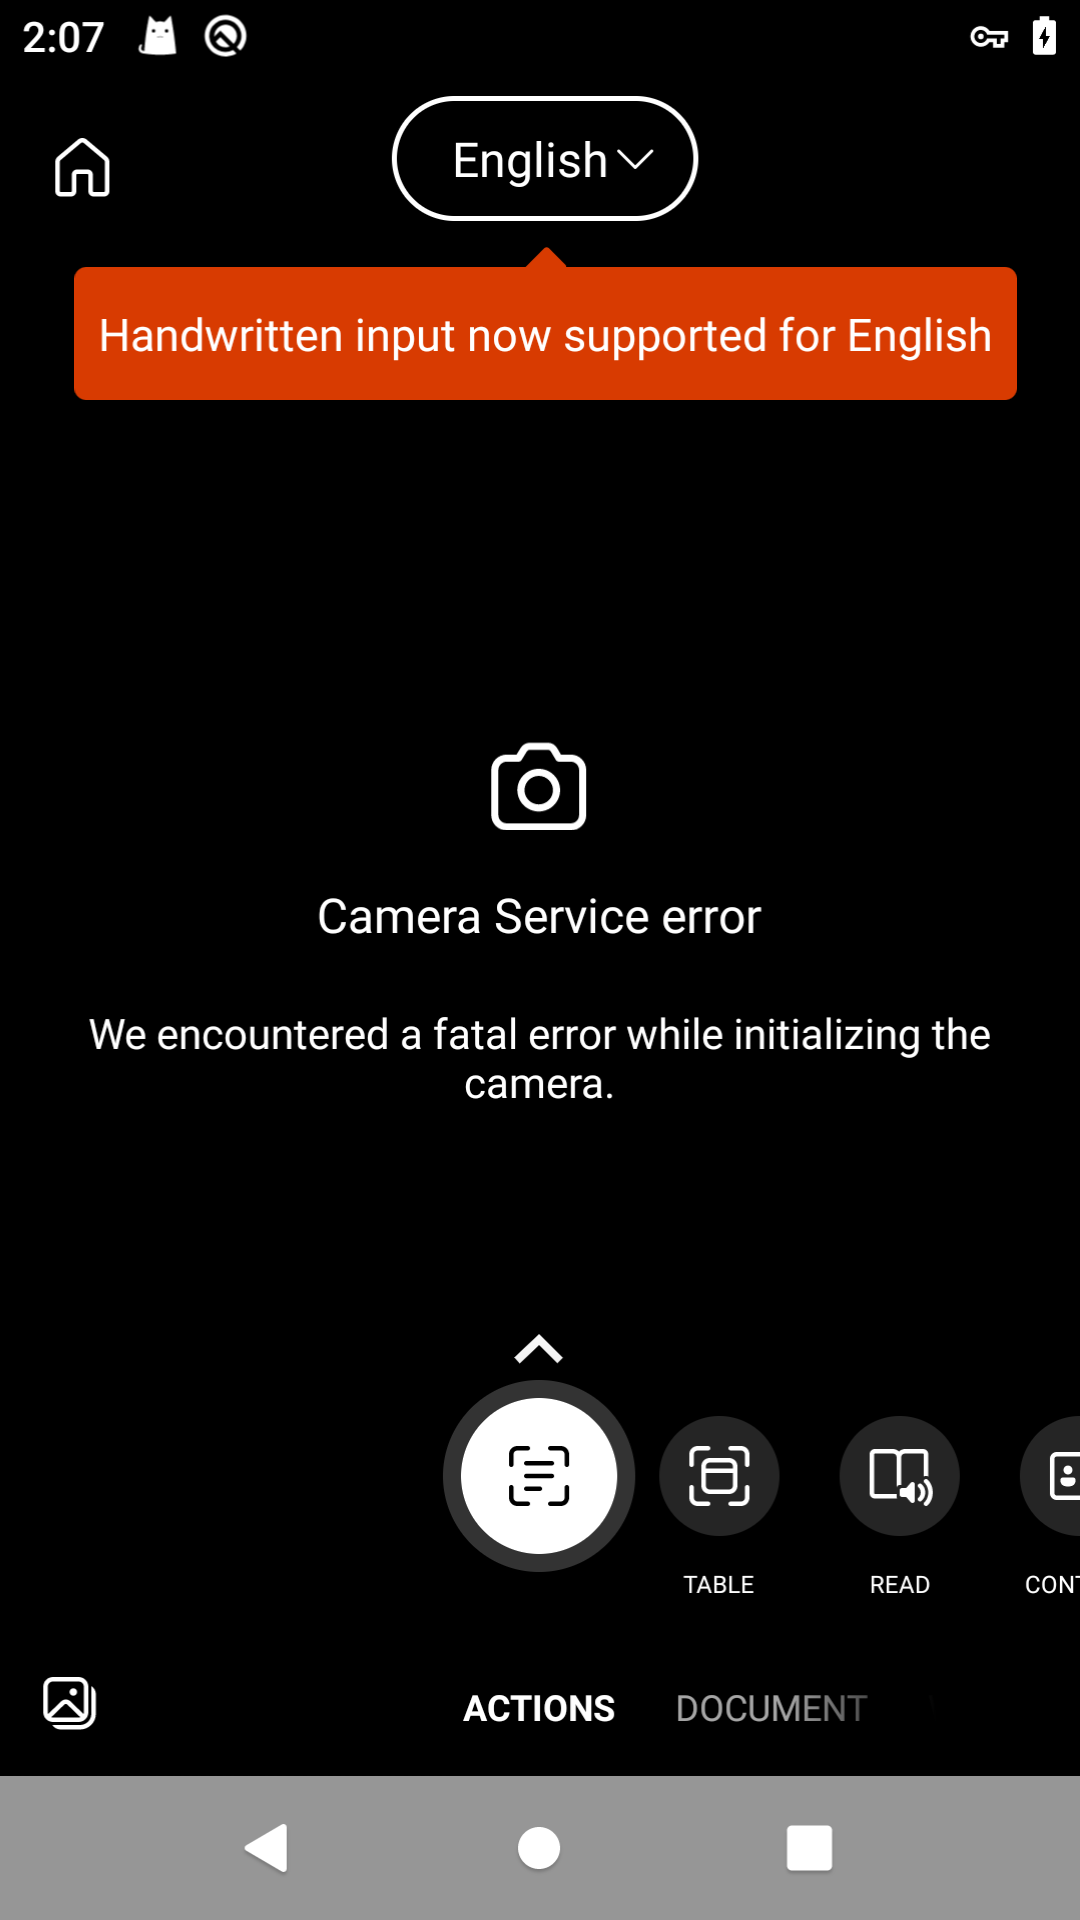 2:07
English
Handwritten input now supported for English
Camera Service error
We encountered a fatal error while initializing the
camera.
TABLE
READ
CONT
ACTIONS
DOCUMENT